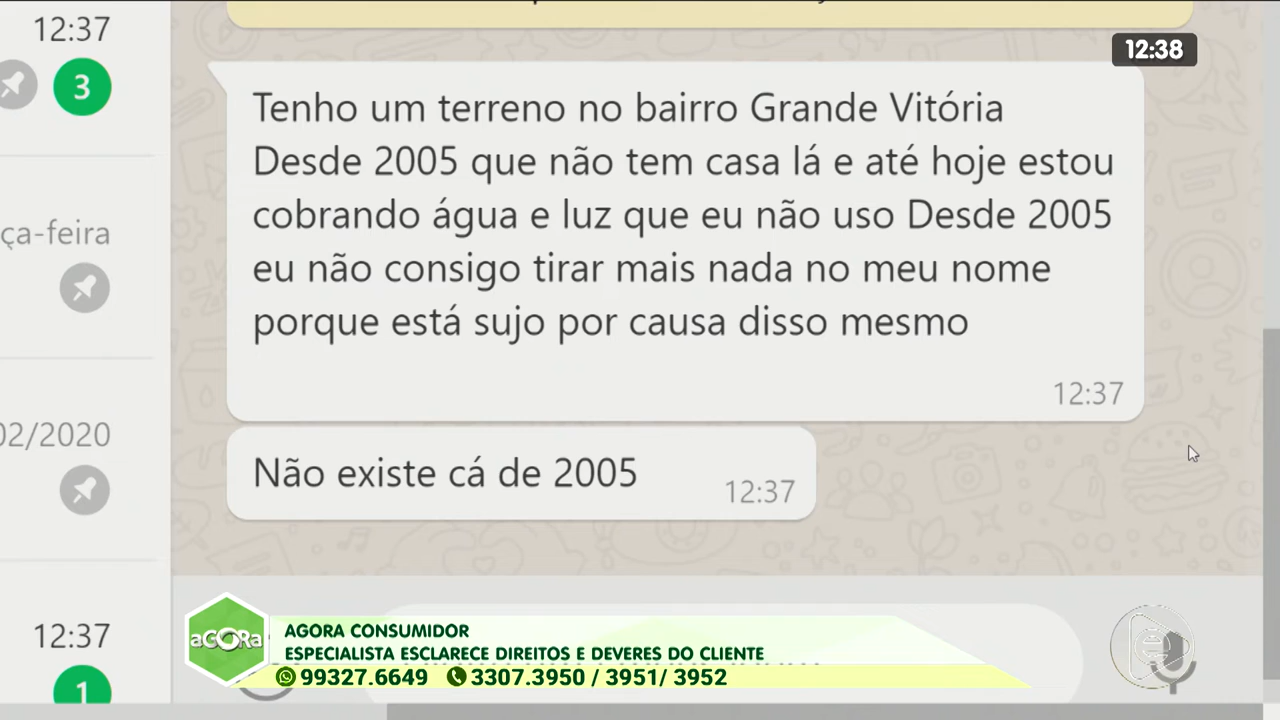 12:37
12:38
3
Tenho um terreno no bairro Grande Vitória
Desde 2005 que não tem casa lá e até hoje estou
cobrando água e luz que eu não uso Desde 2005
eu não consigo tirar mais nada no meu nome
porque está sujo por causa disso mesmo
12:37
ça-feira
02/2020
Não existe cá de 2005
12:37
12:37
1
aGORa
AGORA CONSUMIDOR
ESPECIALISTA ESCLARECE DIREITOS E DEVERES DO CLIENTE
99327.6649 3307.3950 / 3951/ 3952